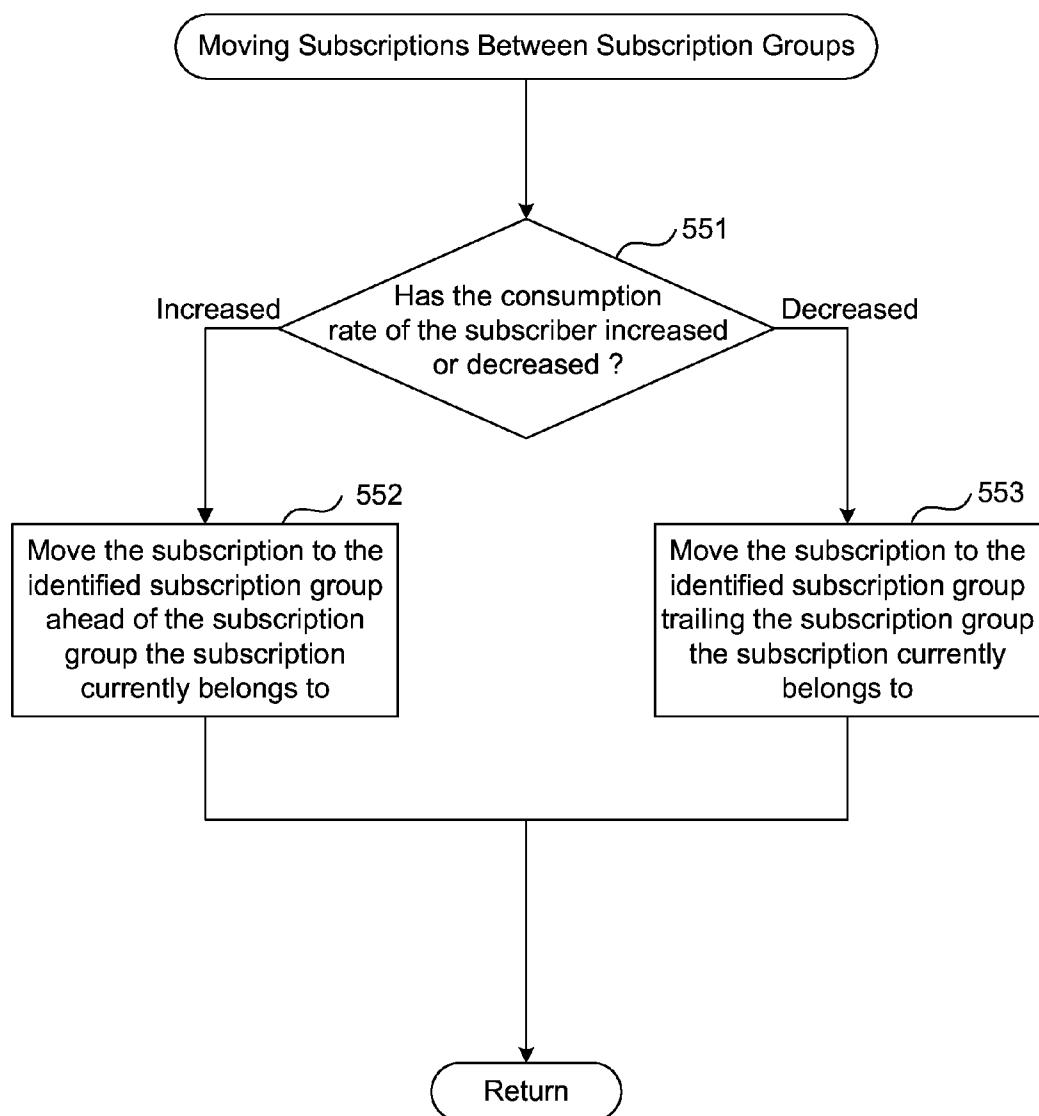 Moving Subscriptions Between Subscription Groups
551
Increased
Decreased
Has the consumption
rate of the subscriber increased
or decreased ?
552
553
Move the subscription to the
identified subscription group
ahead of the subscription
group the subscription
currently belongs to
Move the subscription to the
identified subscription group
trailing the subscription group
the subscription currently
belongs to
Return